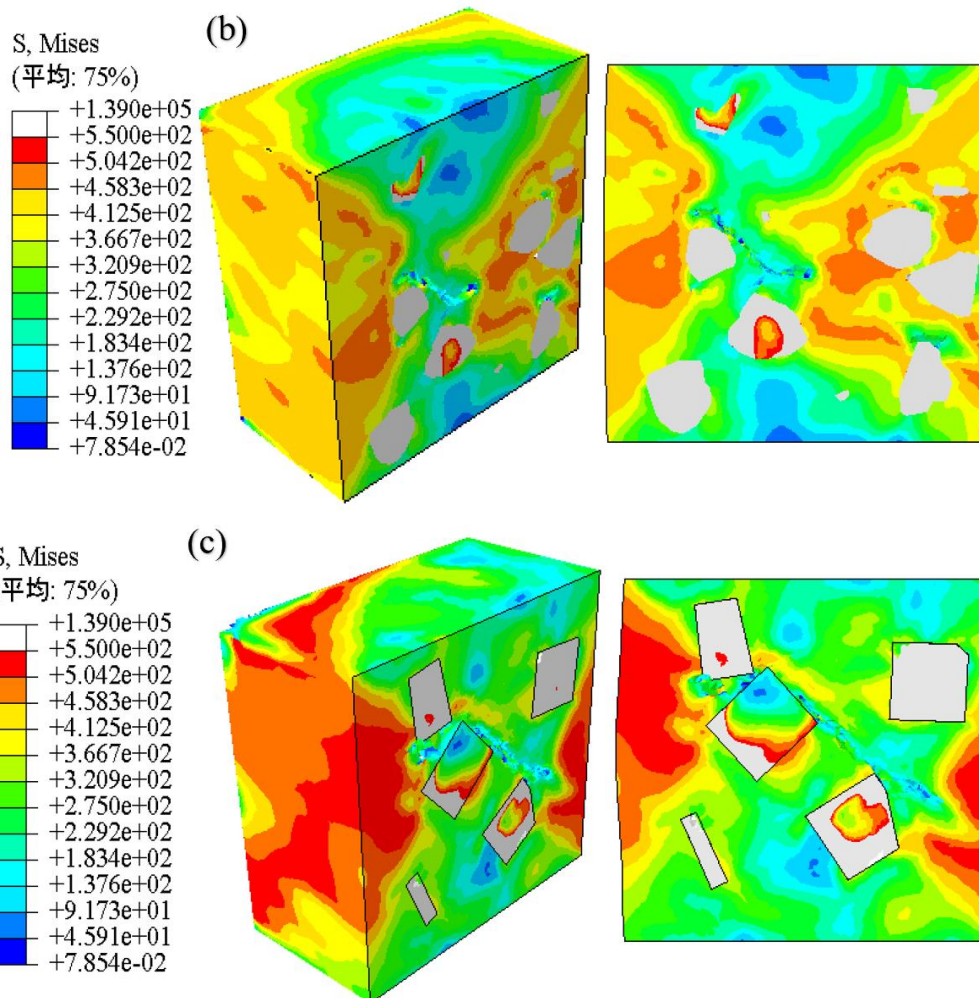 (b)
S, Mises
(平均: 75%)
+1.390e+05
+5.500e+02
+5.042e+02
+4.583e+02
+4.125e+02
+3.667e+02
+3.209e+02
+2.750e+02
+2.292e+02
+1.834e+02
+1.376e+02
+9.173e+01
+4.591e+01
+7.854e-02
(c)
S, Mises
平均: 75%)
+1.390e+05
+5.500e+02
+5.042e+02
+4.583e+02
+4.125e+02
+3.667e+02
+3.209e+02
+2.750e+02
+2.292e+02
+1.834e+02
+1.376e+02
+9.173e+01
+4.591e+01
+7.854e-02